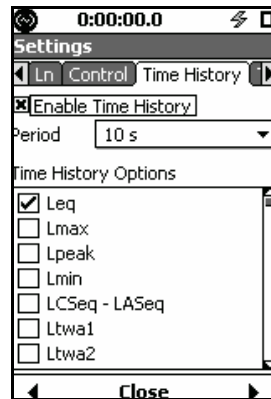 0:00:00.0
Settings
Ln Control Time History
Enable Time History
Period 10 s
Time History Options
Leq
Lmax
Lpeak
Lmin
LCSeq - LASeq
Ltwa1
Ltwa2
Close